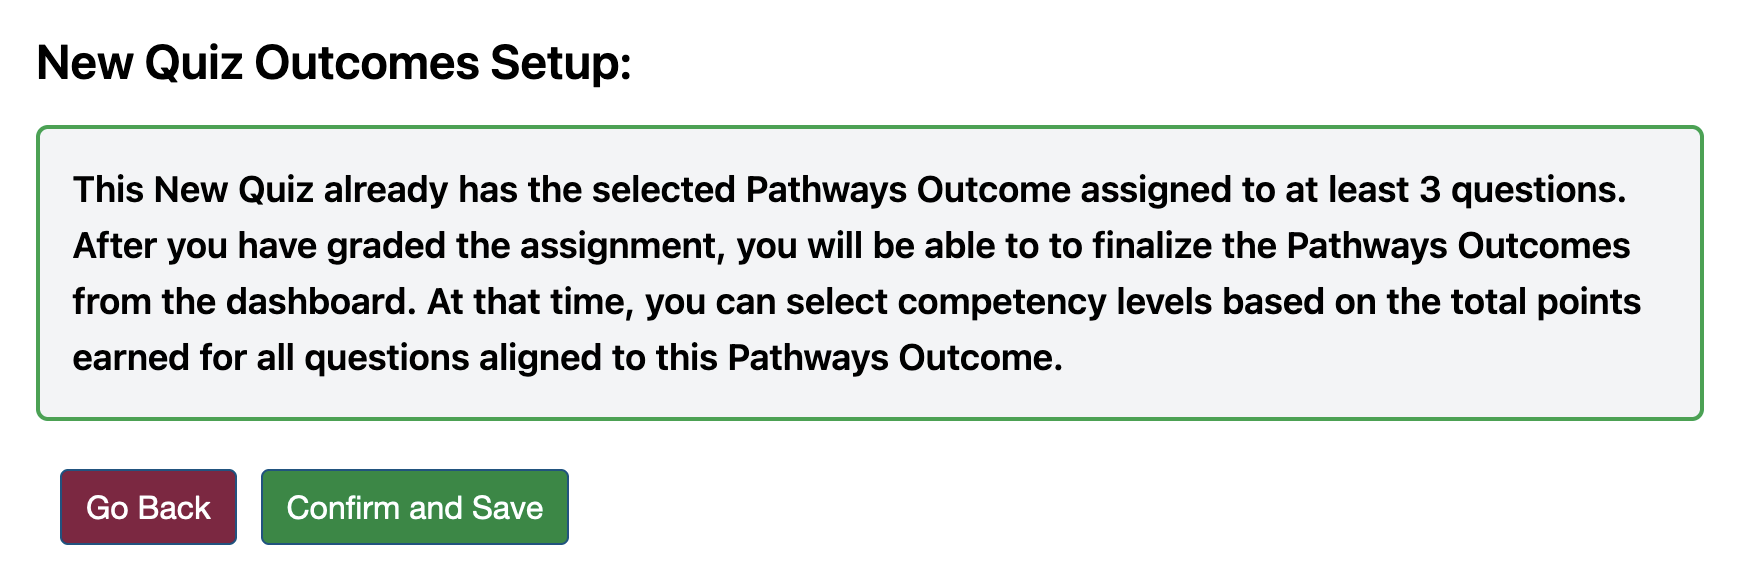 New Quiz Outcomes Setup:
This New Quiz already has the selected Pathways Outcome assigned to at least 3 questions.
After you have graded the assignment, you will be able to to finalize the Pathways Outcomes
from the dashboard. At that time, you can select competency levels based on the total points
earned for all questions aligned to this Pathways Outcome.
Go Back Confirm and Save